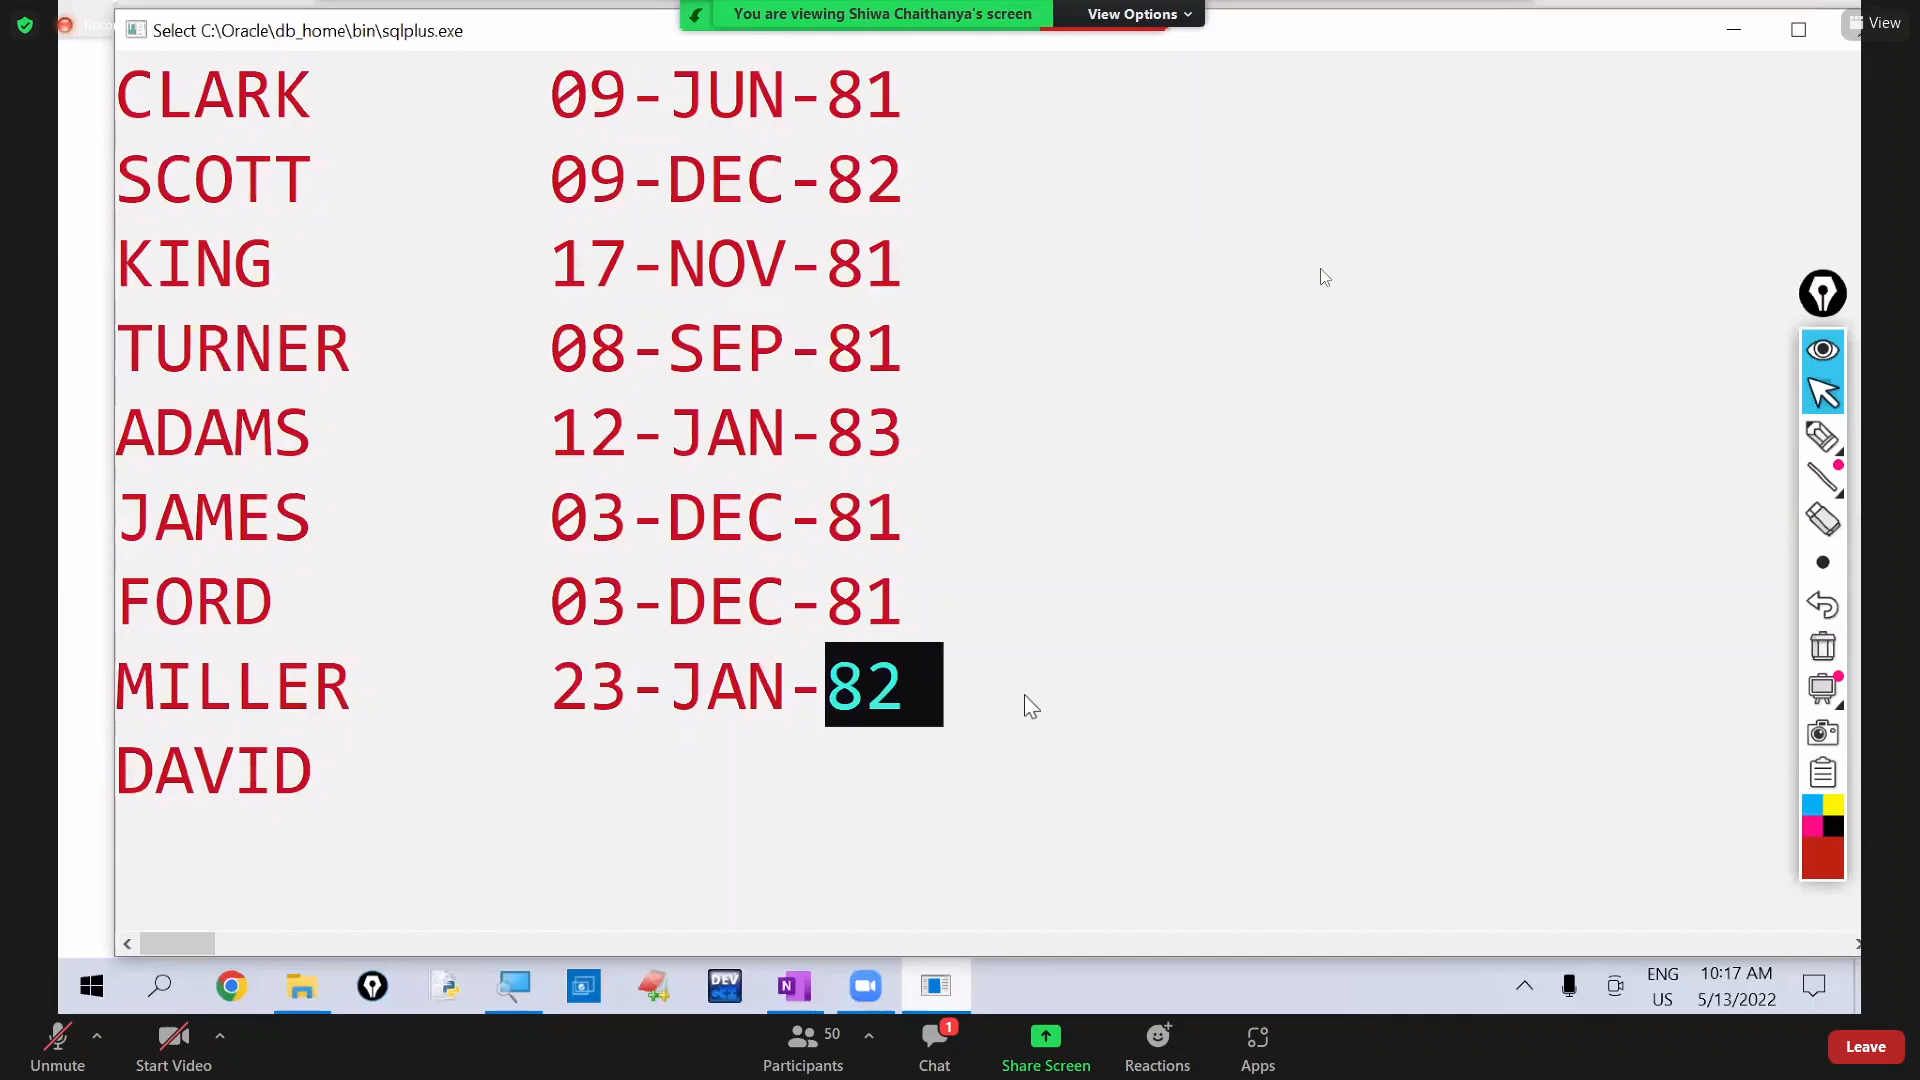 You are viewing Shiwa Chaithanya's screen
View Options
View
Select C:\Oracle\db_home\bin\sqlplus.exe
CLARK 09-JUN-81
SCOTT 09-DEC-82
KING 17-NOV-81
TURNER 08-SEP-81
ADAMS 12-JAN-83
JAMES 03-DEC-81
FORD 03-DEC-81
MILLER 23-JAN-82
DAVID
DEV
N
ENG
US
10:17 AM
5/13/2022
Unmute
Start Video
50
Participants
1
Chat
Share Screen
Reactions
Apps
Leave